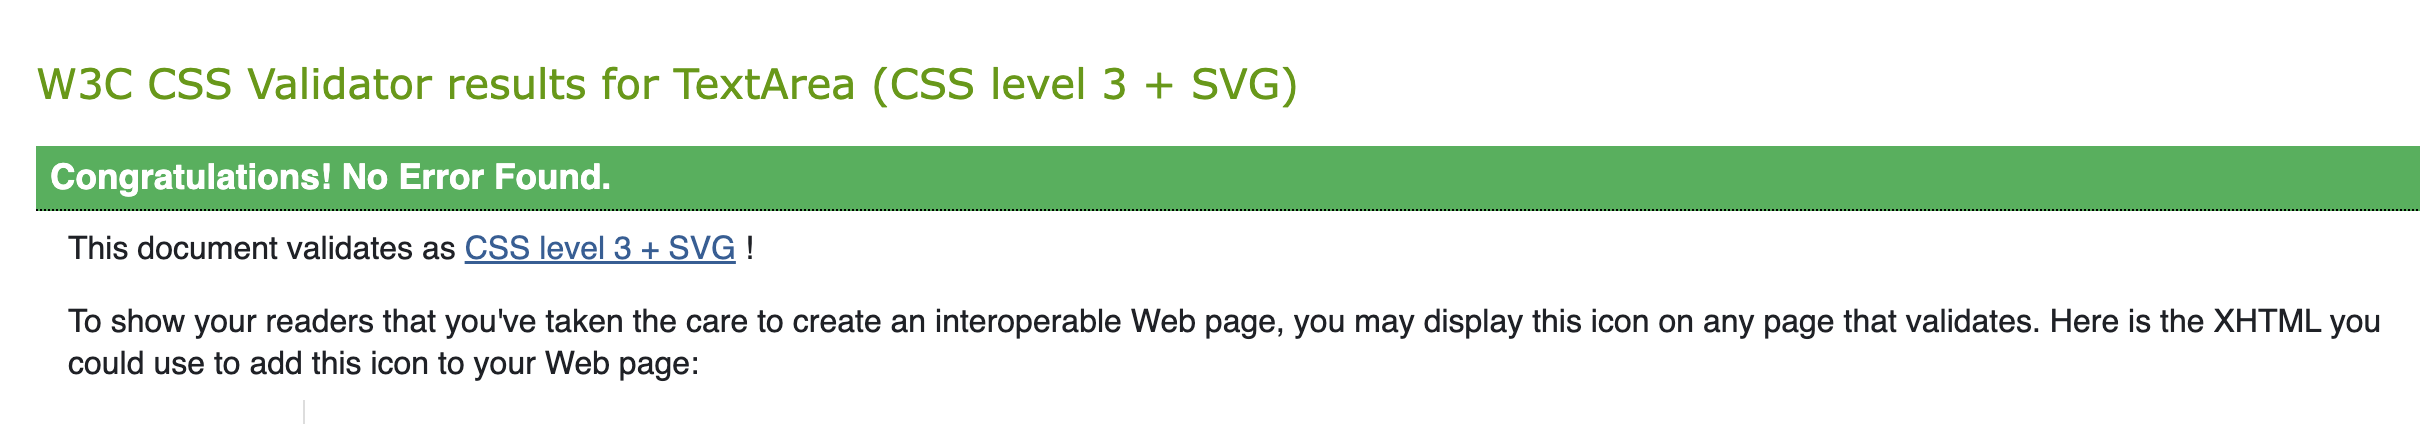 W3C CSS Validator results for TextArea (CSS level 3 + SVG)
Congratulations! No Error Found.
This document validates as CSS level 3 + SVG !
To show your readers that you've taken the care to create an interoperable Web page, you may display this icon on any page that validates. Here is the XHTML you
could use to add this icon to your Web page: